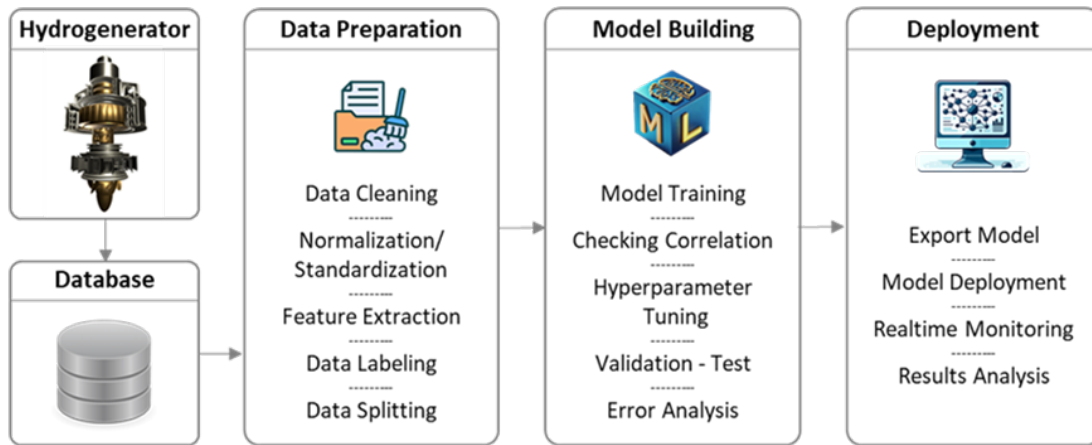 Hydrogenerator
Database
Data Preparation
Data Cleaning
Normalization/
Standardization
Feature Extraction
Data Labeling
Data Splitting
Model Building
M L
Model Training
Checking Correlation
Hyperparameter
Tuning
Validation - Test
Error Analysis
Deployment
Export Model
Model Deployment
Realtime Monitoring
Results Analysis